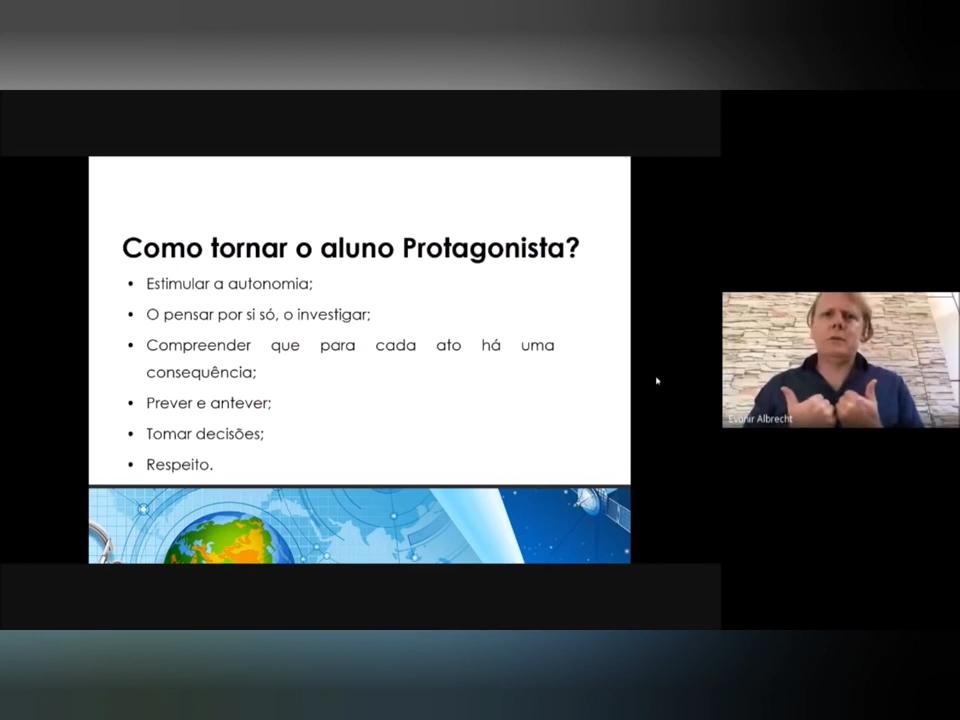 Como tornar o aluno Protagonista?
• Estimular a autonomia;
• O pensar por si só, o investigar;
• Compreender que para cada ato há uma
consequência;
• Prever e antever;
• Tomar decisões;
• Respeito.
Evonir Albrecht